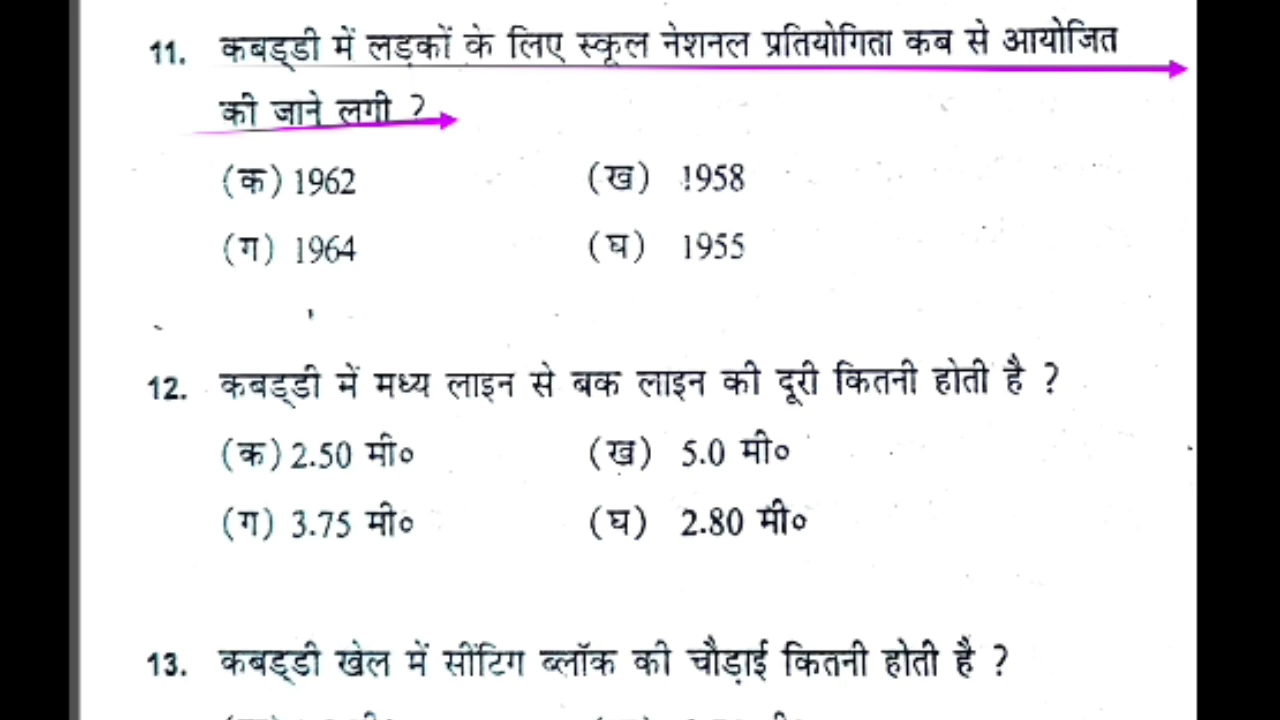 11. कबड्डी में लड़कों के लिए स्कूल नेशनल प्रतियोगिता कब से आयोजित
की जाने लगी ?
(क) 1962 (ख) 1958
(ग) 1964 (घ) 1955
12. कबड्डी में मध्य लाइन से बक लाइन की दूरी कितनी होती है ?
(क) 2.50 मी० (ख) 5.0 मी०
(ग) 3.75 मी० (घ) 2.80 मी०
13. कबड्डी खेल में सींटिग ब्लॉक की चौड़ाई कितनी होती है ?